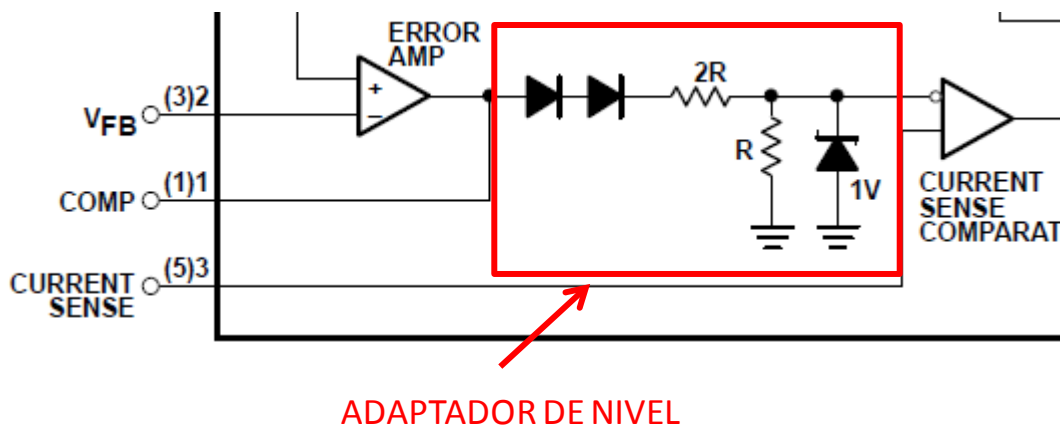 ERROR
AMP
+
−
2R
R
1V
(3)2
V_FB
(1)1
COMP
(5)3
CURRENT
SENSE
CURRENT
SENSE
COMPARAT
ADAPTADOR DE NIVEL